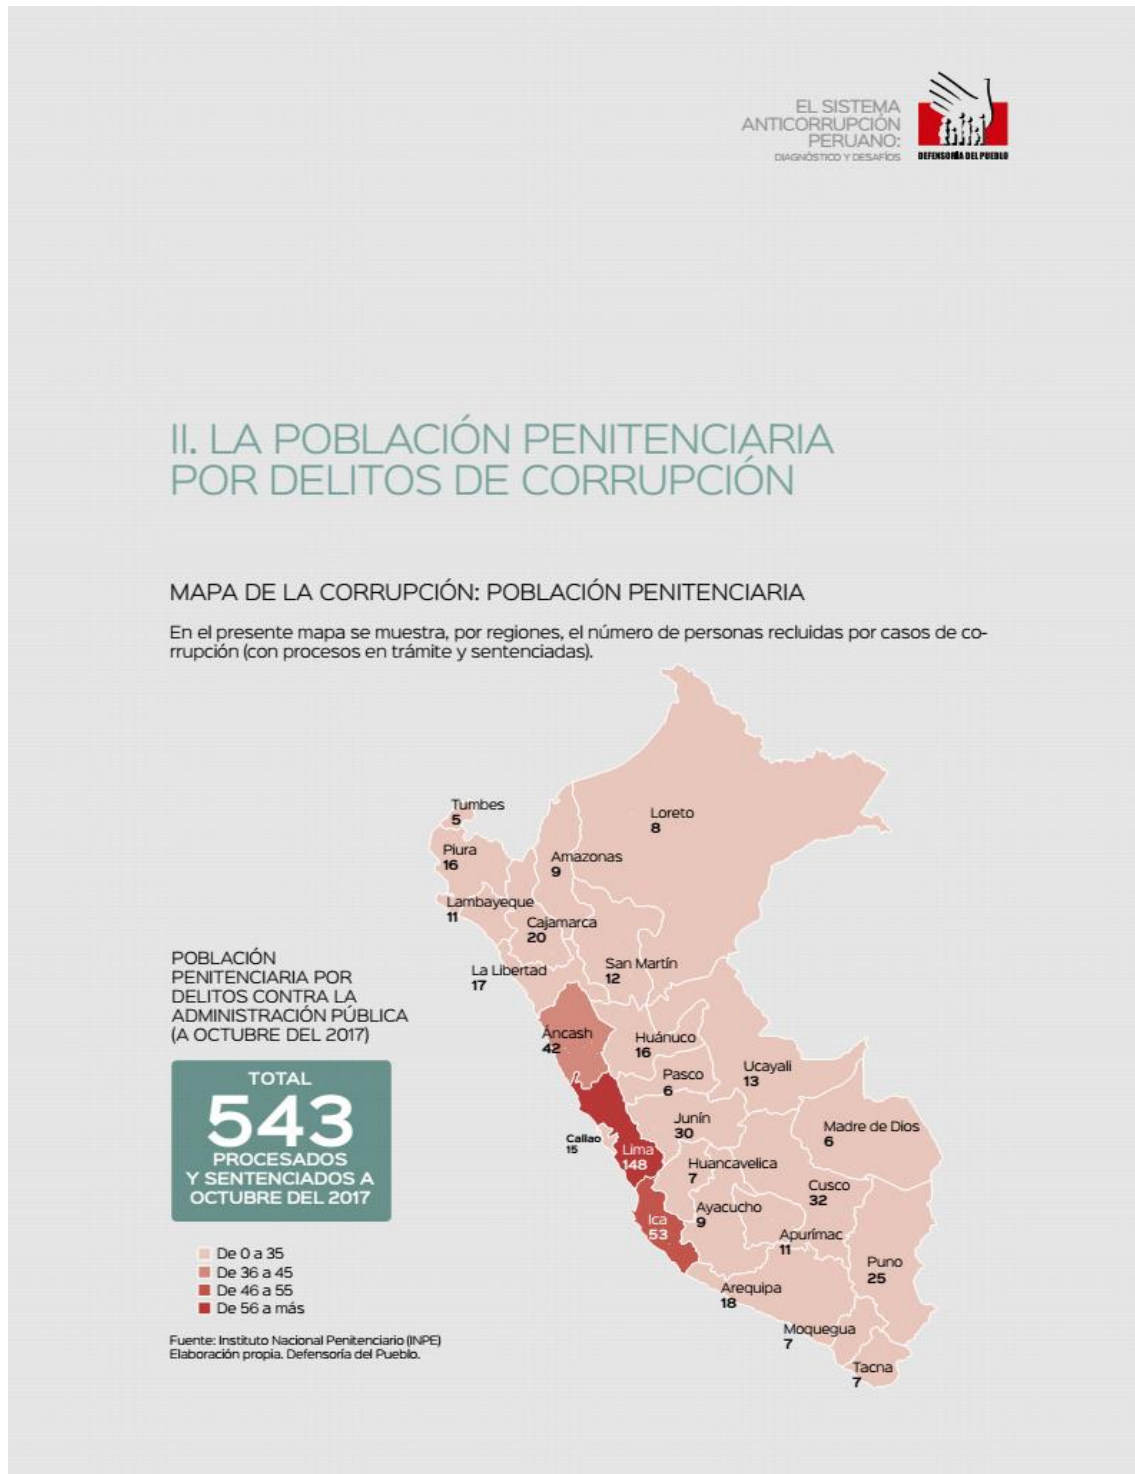 EL SISTEMA
ANTICORRUPCIÓN
PERUANO:
DIAGNÓSTICO Y DESAFÍOS
DEFENSORÍA DEL PUEBLO
II. LA POBLACIÓN PENITENCIARIA
POR DELITOS DE CORRUPCIÓN
MAPA DE LA CORRUPCIÓN: POBLACIÓN PENITENCIARIA
En el presente mapa se muestra, por regiones, el número de personas recluidas por casos de co-
rrupción (con procesos en trámite y sentenciadas).
Tumbes
5
Loreto
8
Piura
16
Amazonas
9
Lambayeque
11
Cajamarca
20
La Libertad
17
San Martín
12
Áncash
42
Huánuco
16
Pasco
6
Ucayali
13
Junín
30
Madre de Dios
6
Callao
15
Lima
148
Huancavelica
7
Cusco
32
Ayacucho
9
Ica
53
Apurímac
11
Puno
25
Arequipa
18
Moquegua
7
Tacna
7
POBLACIÓN
PENITENCIARIA POR
DELITOS CONTRA LA
ADMINISTRACIÓN PÚBLICA
(A OCTUBRE DEL 2017)
TOTAL
543
PROCESADOS
Y SENTENCIADOS A
OCTUBRE DEL 2017
De 0 a 35
De 36 a 45
De 46 a 55
De 56 a más
Fuente: Instituto Nacional Penitenciario (INPE)
Elaboración propia. Defensoría del Pueblo.